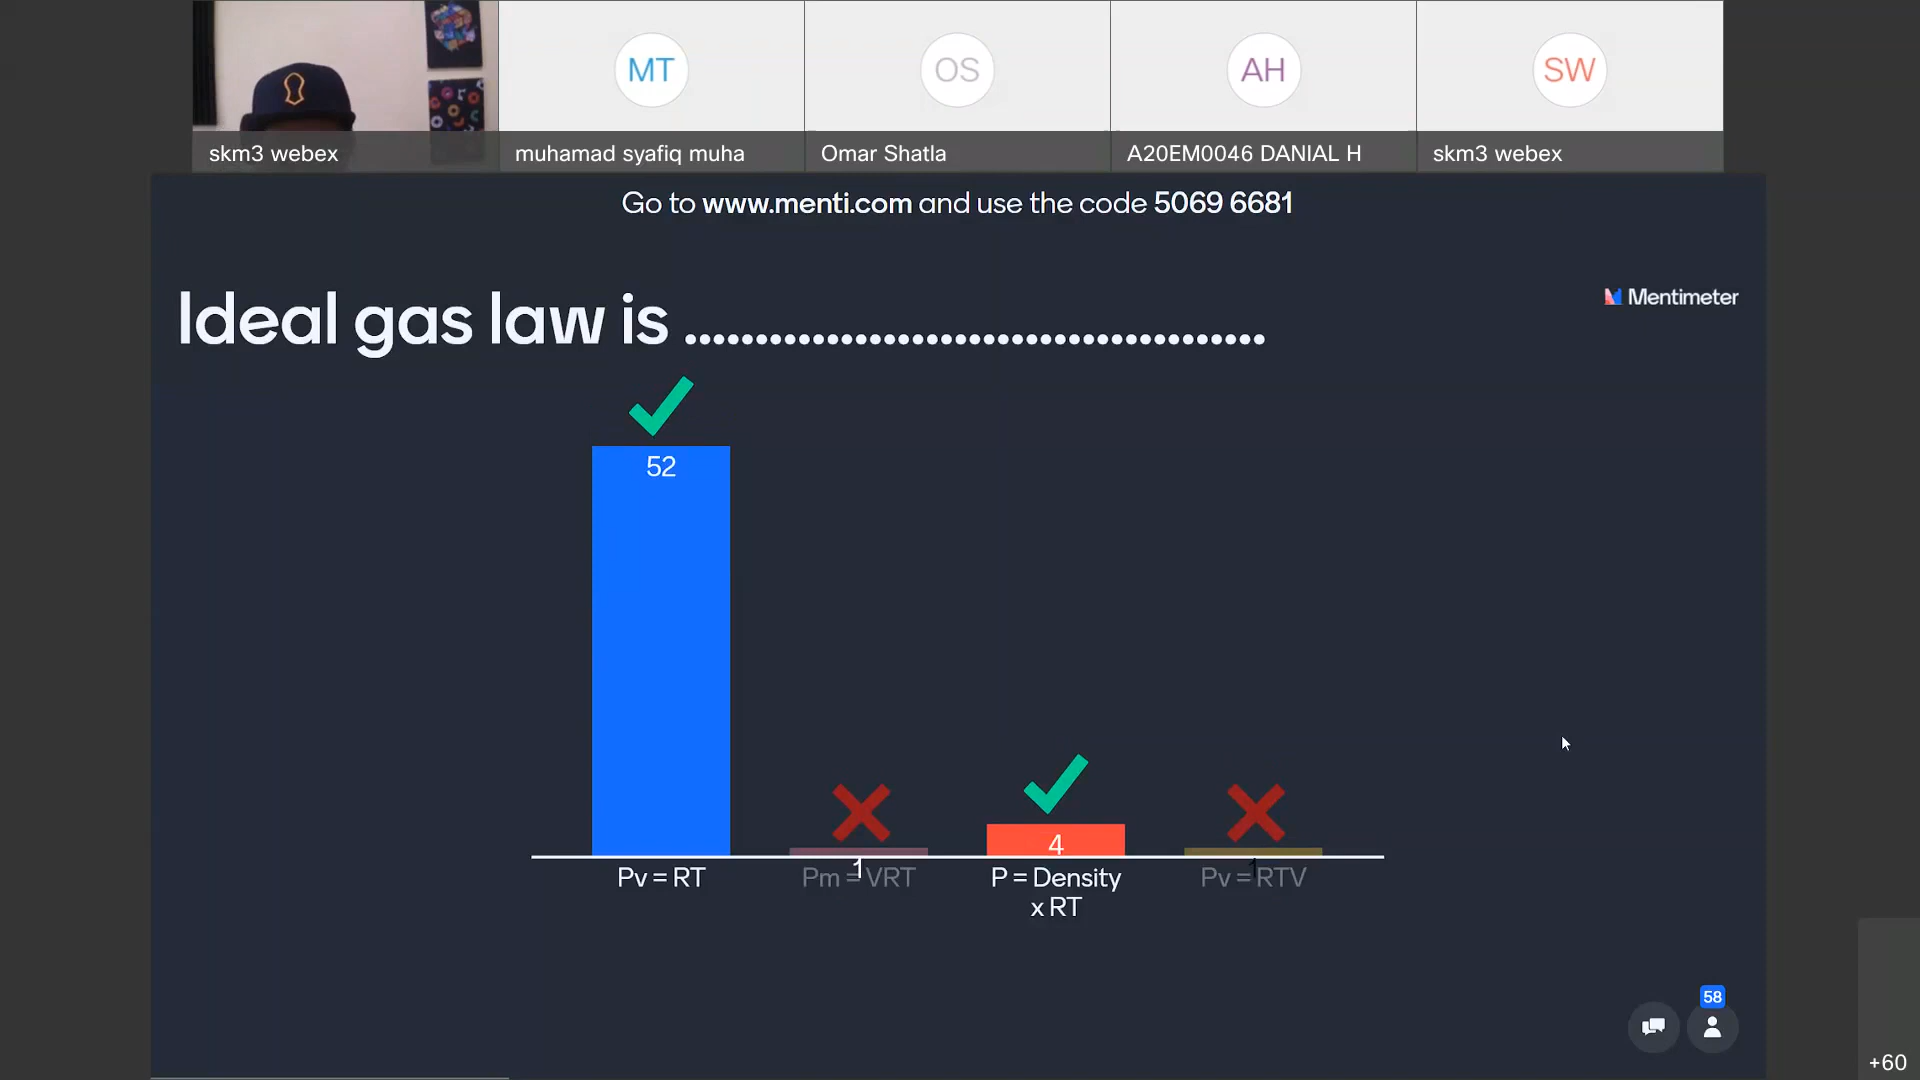 MT
OS
AH
SW
skm3 webex
muhamad syafiq muha
Omar Shatla
A20EM0046 DANIAL H
skm3 webex
Go to www.menti.com and use the code 5069 6681
Ideal gas law is .........................................
Mentimeter
52
1
4
1
Pv = RT
Pm = VRT
P = Density
x RT
Pv = RTV
58
+60